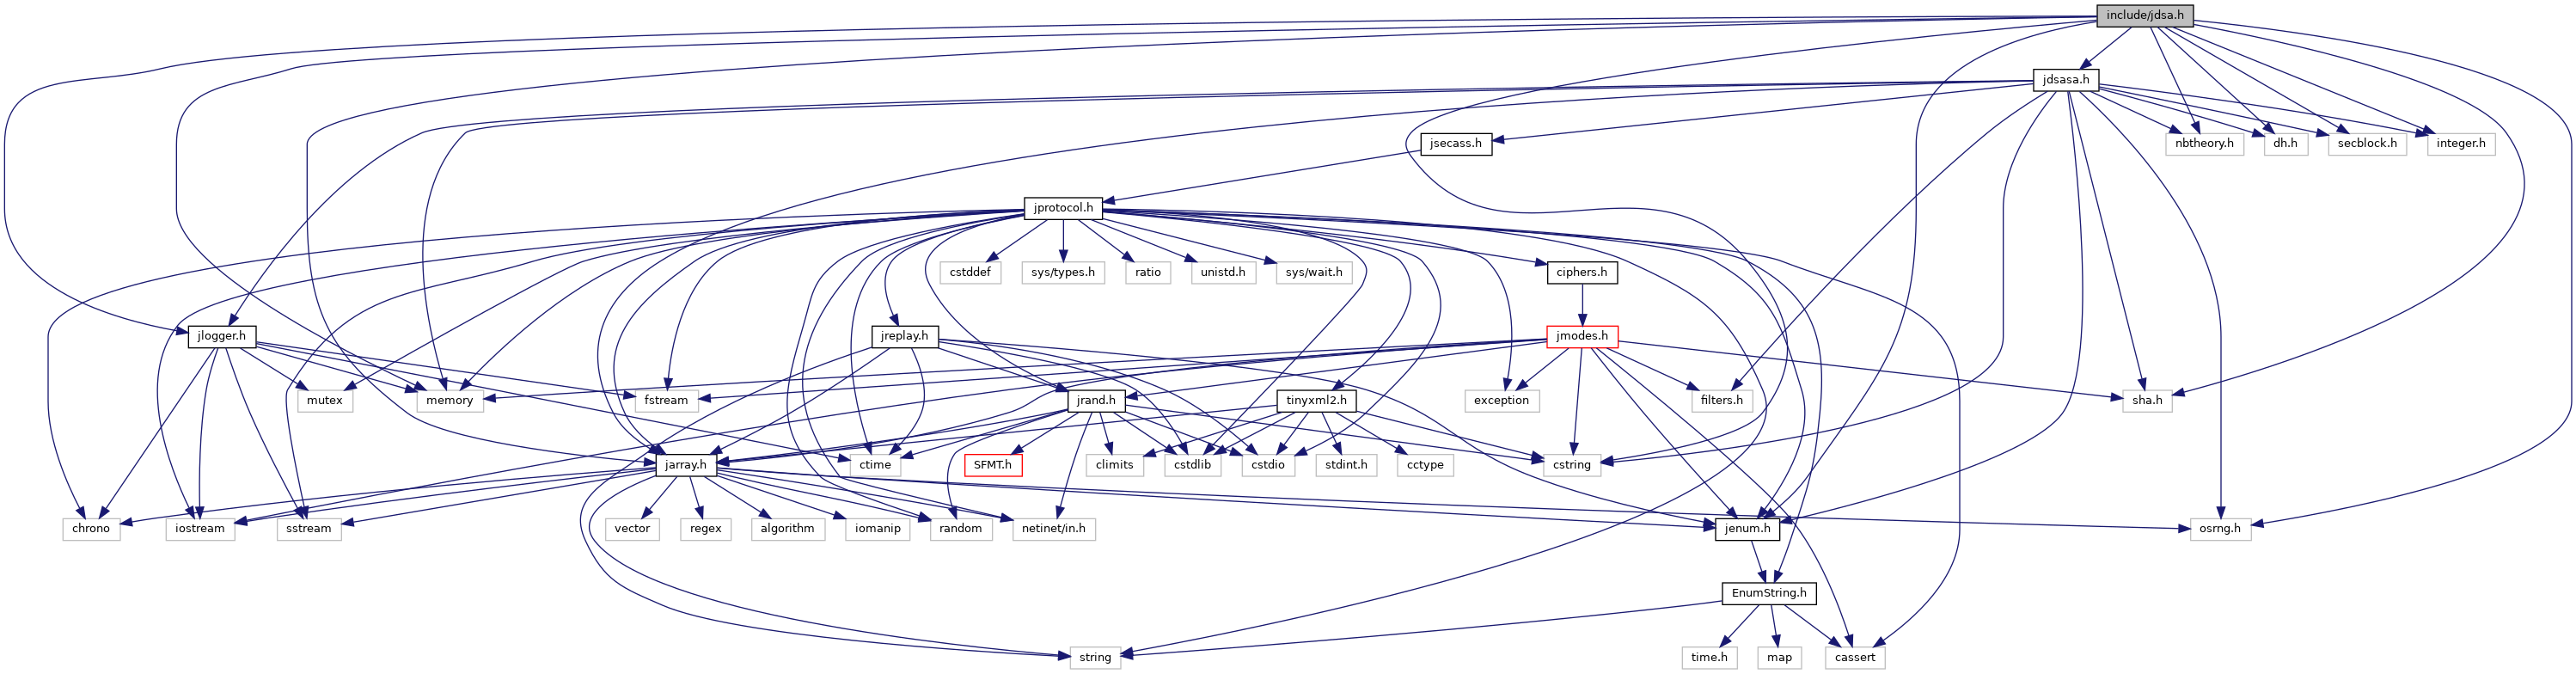 include/jdsa.h
jdsasa.h
jsecass.h
nbtheory.h
dh.h
secblock.h
integer.h
jprotocol.h
cstddef
sys/types.h
ratio
unistd.h
sys/wait.h
ciphers.h
jlogger.h
jreplay.h
jmodes.h
mutex
memory
fstream
jrand.h
tinyxml2.h
exception
filters.h
sha.h
jarray.h
ctime
SFMT.h
climits
cstdlib
cstdio
stdint.h
cctype
cstring
chrono
iostream
sstream
vector
regex
algorithm
iomanip
random
netinet/in.h
jenum.h
osrng.h
EnumString.h
string
time.h
map
cassert